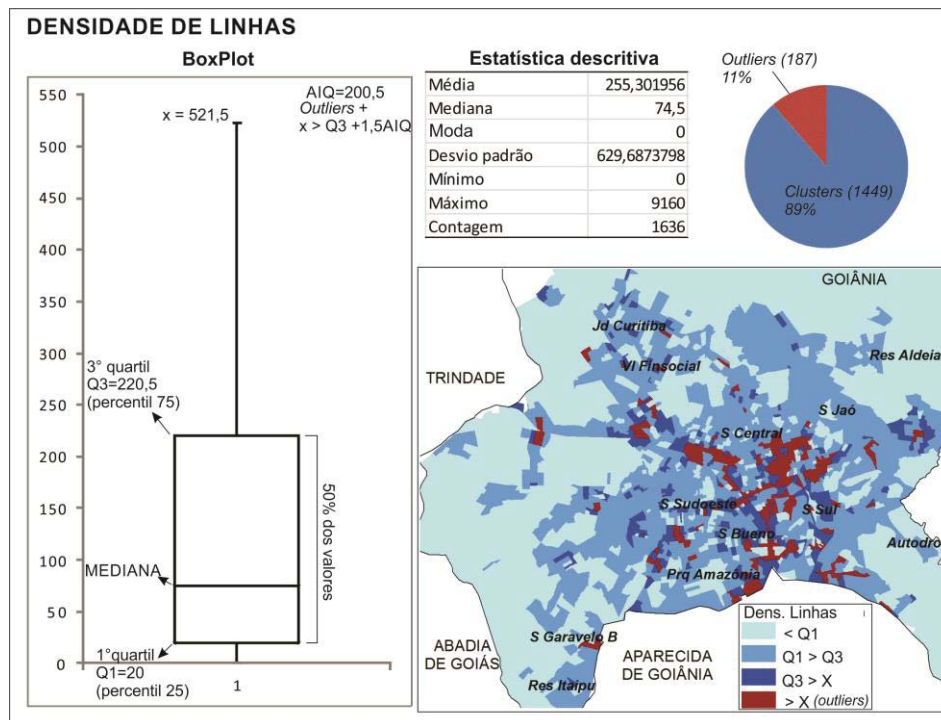 DENSIDADE DE LINHAS
BoxPlot
550
500
450
400
350
300
250
200
150
100
50
0
1
x = 521,5
AIQ=200,5
Outliers +
x > Q3 +1,5AIQ
3° quartil
Q3=220,5
(percentil 75)
MEDIANA
50% dos valores
1°quartil
Q1=20
(percentil 25)
Estatística descritiva
Média 255,301956
Mediana 74,5
Moda 0
Desvio padrão 629,6873798
Mínimo 0
Máximo 9160
Contagem 1636
Outliers (187)
11%
Clusters (1449)
89%
GOIÂNIA
Jd Curitiba
Res Aldeia
Vl Finsocial
TRINDADE
S Jaó
S Central
S Sudoeste
S Sul
S Bueno
Autodrô
Prq Amazônia
S Garavelo B
ABADIA
DE GOIÁS
APARECIDA
DE GOIÂNIA
Res Itaipu
Dens. Linhas
< Q1
Q1 > Q3
Q3 > X
> X (outliers)